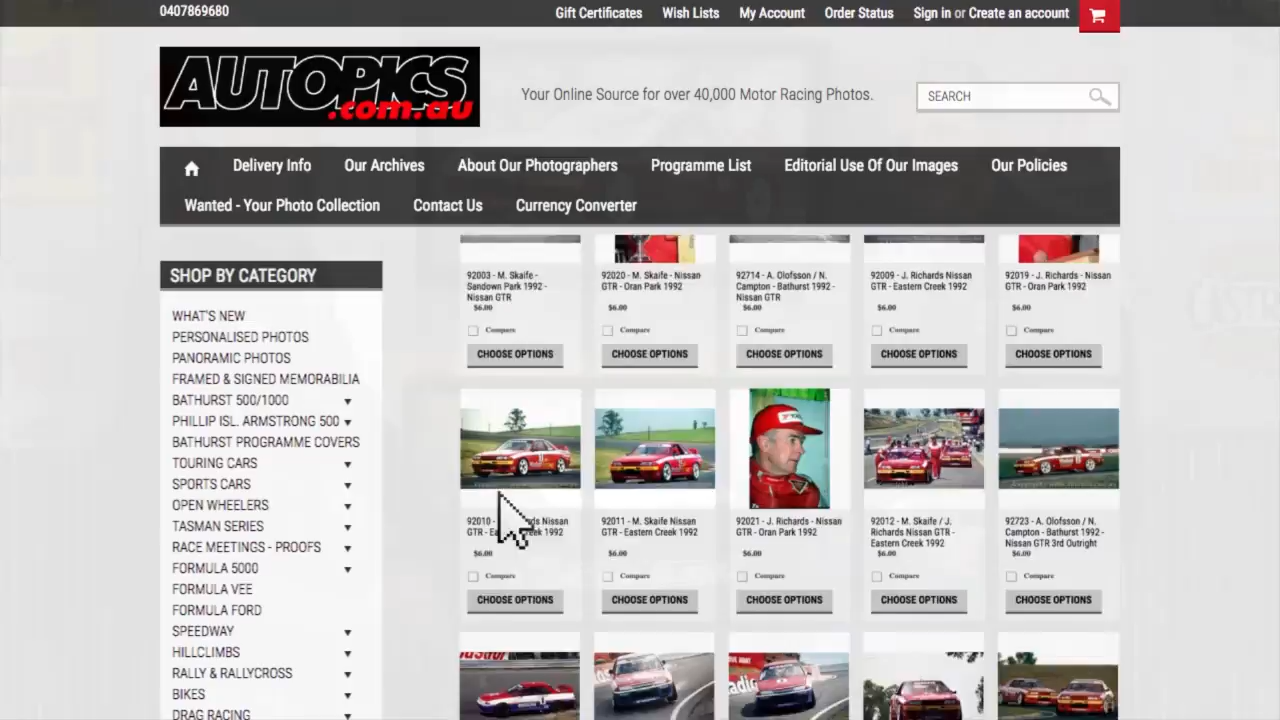 0407869680
Gift Certificates
Wish Lists
My Account
Order Status
Sign in or Create an account
AUTOPICS
.com.au
Your Online Source for over 40,000 Motor Racing Photos.
SEARCH
Delivery Info
Our Archives
About Our Photographers
Programme List
Editorial Use Of Our Images
Our Policies
Wanted - Your Photo Collection
Contact Us
Currency Converter
SHOP BY CATEGORY
WHAT'S NEW
PERSONALISED PHOTOS
PANORAMIC PHOTOS
FRAMED & SIGNED MEMORABILIA
BATHURST 500/1000
PHILLIP ISL. ARMSTRONG 500
BATHURST PROGRAMME COVERS
TOURING CARS
SPORTS CARS
OPEN WHEELERS
TASMAN SERIES
RACE MEETINGS - PROOFS
FORMULA 5000
FORMULA VEE
FORMULA FORD
SPEEDWAY
HILLCLIMBS
RALLY & RALLYCROSS
BIKES
DRAG RACING
92003 - M. Skaife -
Sandown Park 1992 -
Nissan GTR
$6.00
Compare
CHOOSE OPTIONS
92020 - M. Skaife - Nissan
GTR - Oran Park 1992
$6.00
Compare
CHOOSE OPTIONS
92714 - A. Olofsson / N.
Campton - Bathurst 1992 -
Nissan GTR
$6.00
Compare
CHOOSE OPTIONS
92009 - J. Richards Nissan
GTR - Eastern Creek 1992
$6.00
Compare
CHOOSE OPTIONS
92019 - J. Richards - Nissan
GTR - Oran Park 1992
$6.00
Compare
CHOOSE OPTIONS
92010 - Nissan
GTR - 1992
$6.00
Compare
CHOOSE OPTIONS
92011 - M. Skaife Nissan
GTR - Eastern Creek 1992
$6.00
Compare
CHOOSE OPTIONS
92021 - J. Richards - Nissan
GTR - Oran Park 1992
$6.00
Compare
CHOOSE OPTIONS
92012 - M. Skaife / J.
Richards Nissan GTR -
Eastern Creek 1992
$6.00
Compare
CHOOSE OPTIONS
92723 - A. Olofsson / N.
Campton - Bathurst 1992 -
Nissan GTR 3rd Outright
$6.00
Compare
CHOOSE OPTIONS